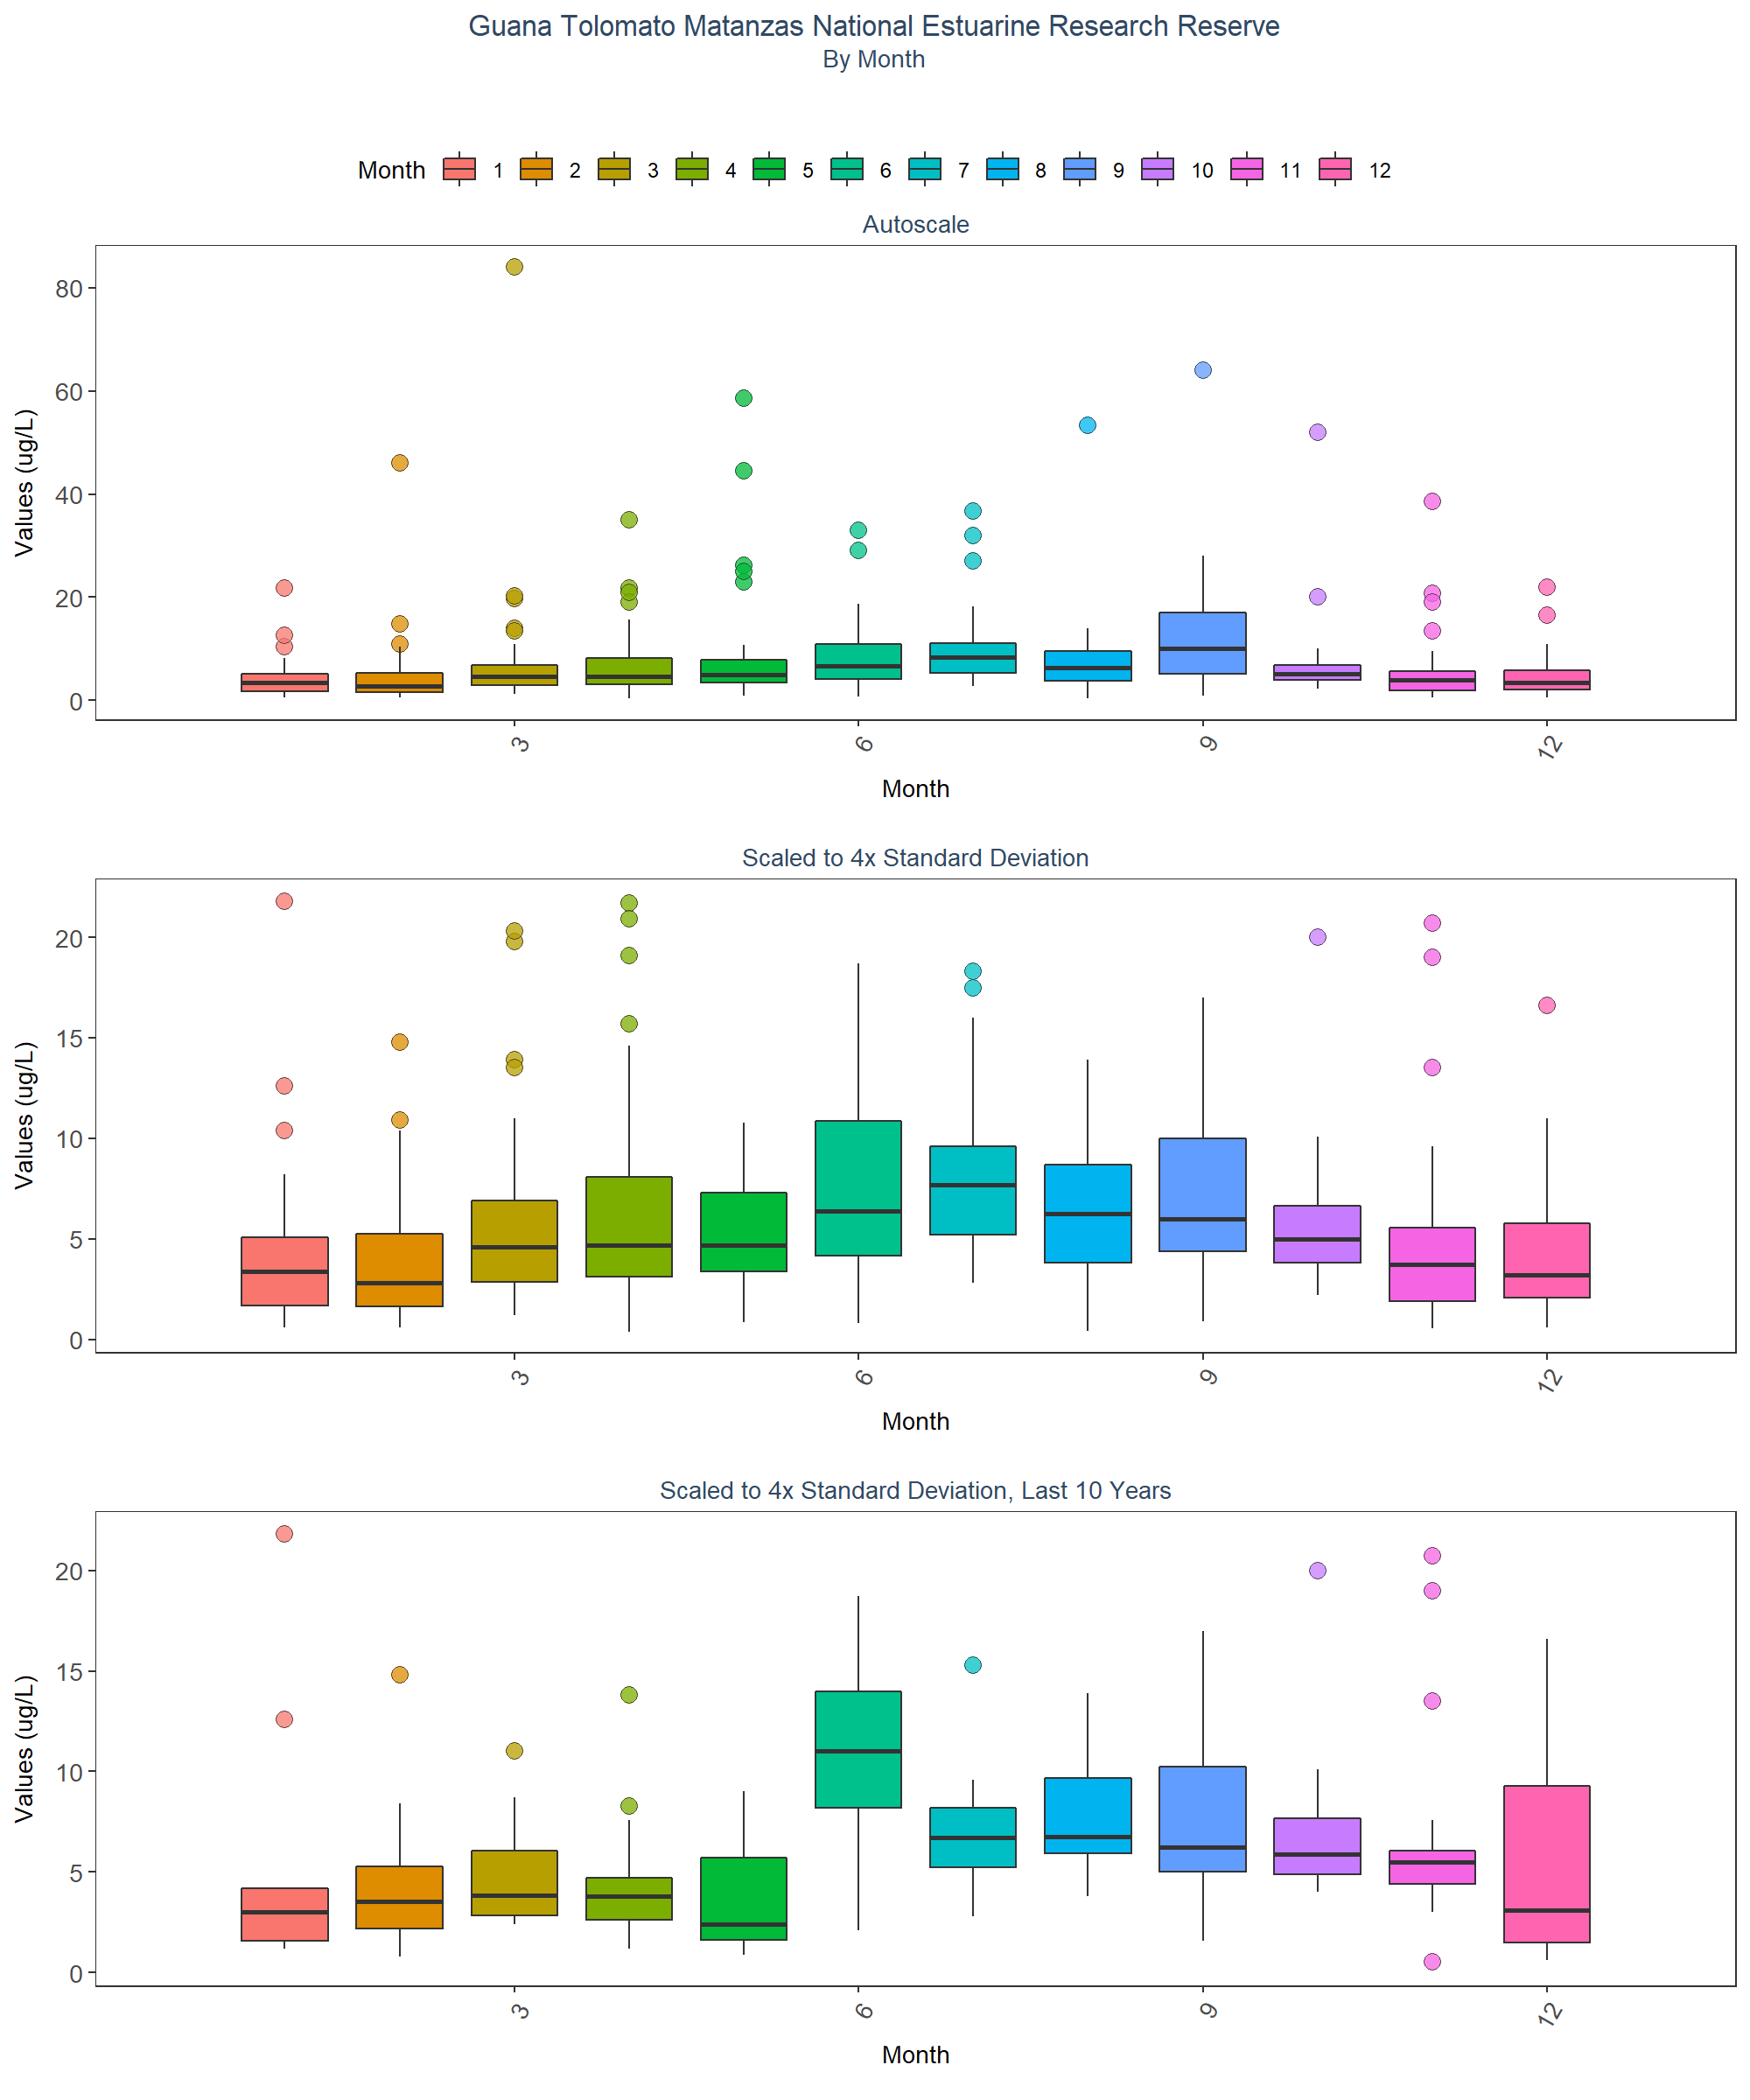 Guana Tolomato Matanzas National Estuarine Research Reserve
By Month
Month 1 2 3 4 5 6 7 8 9 10 11 12
Autoscale
Values (ug/L)
80
60
40
20
0
3 6 9 12
Month
Scaled to 4x Standard Deviation
Values (ug/L)
20
15
10
5
0
3 6 9 12
Month
Scaled to 4x Standard Deviation, Last 10 Years
Values (ug/L)
20
15
10
5
0
3 6 9 12
Month